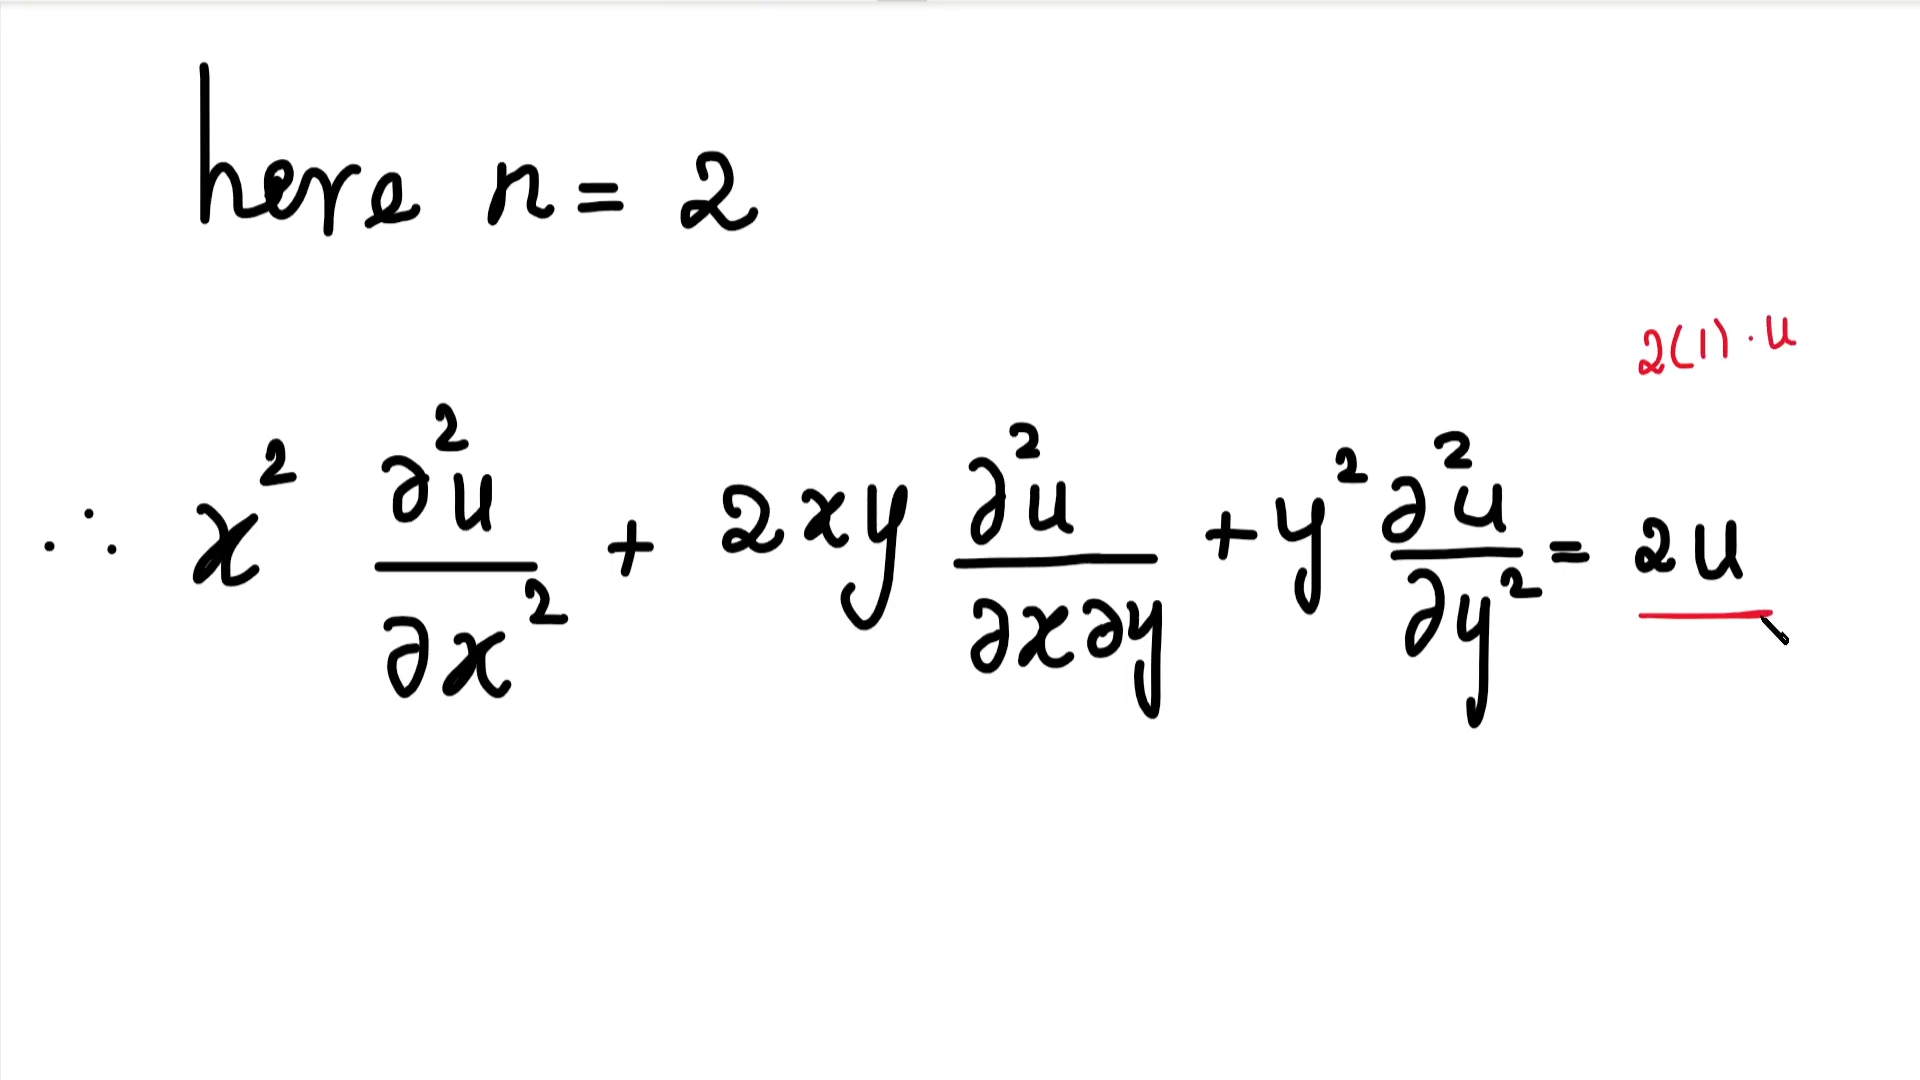 here n = 2
2(1) · u
∴ x² ∂²u/∂x² + 2xy ∂²u/∂x∂y + y² ∂²u/∂y² = 2u